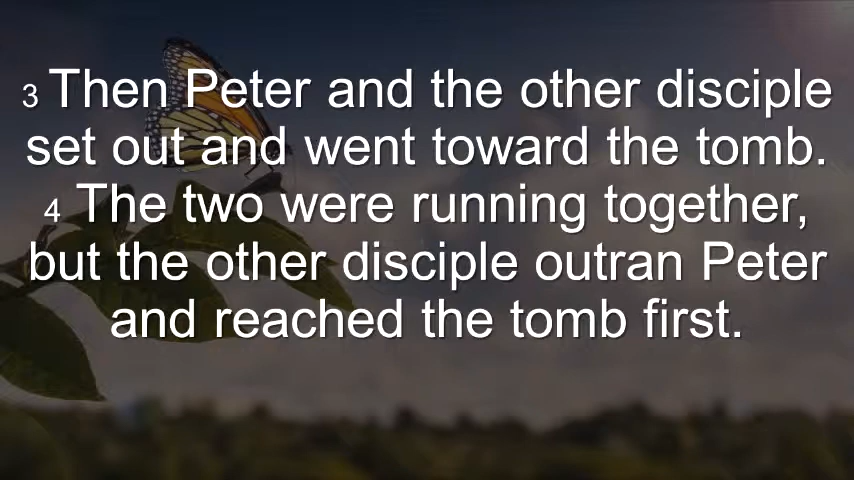 3 Then Peter and the other disciple
set out and went toward the tomb.
4 The two were running together,
but the other disciple outran Peter
and reached the tomb first.